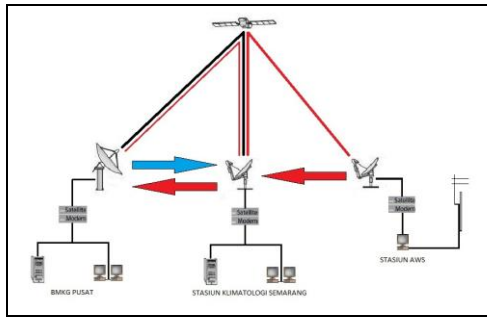 Satellite
Modem
Satellite
Modem
Satellite
Modem
STASIUN AWS
BMKG PUSAT
STASIUN KLIMATOLOGI SEMARANG